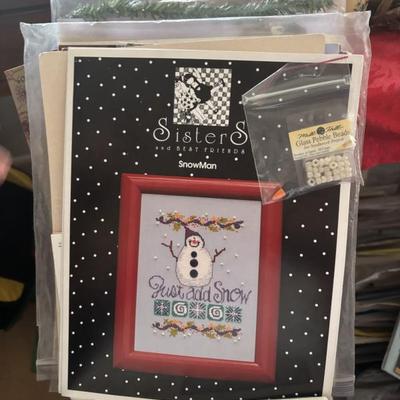 SisterS
and BEST FRIENDS
SnowMan
Mill Hill
Glass Pebble Beads
Just add Snow